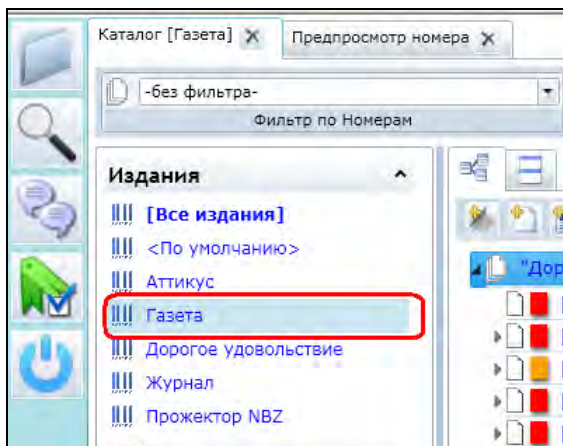 Каталог [Газета]
Предпросмотр номера
-без фильтра-
Фильтр по Номерам
Издания
[Все издания]
<По умолчанию>
Аттикус
Газета
Дорогое удовольствие
Журнал
Прожектор NBZ